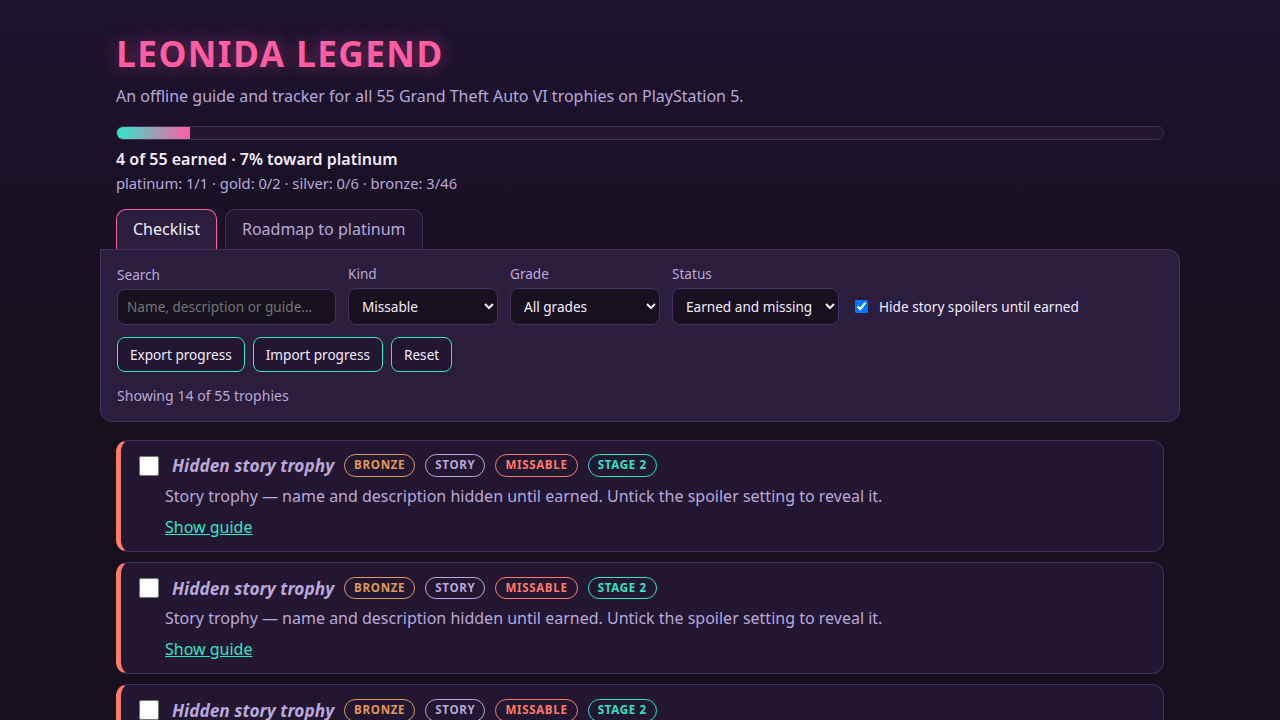 LEONIDA LEGEND
An offline guide and tracker for all 55 Grand Theft Auto VI trophies on PlayStation 5.
4 of 55 earned · 7% toward platinum
platinum: 1/1 · gold: 0/2 · silver: 0/6 · bronze: 3/46
Checklist Roadmap to platinum
Search Kind Grade Status
Name, description or guide... Missable All grades Earned and missing Hide story spoilers until earned
Export progress Import progress Reset
Showing 14 of 55 trophies
Hidden story trophy BRONZE STORY MISSABLE STAGE 2
Story trophy — name and description hidden until earned. Untick the spoiler setting to reveal it.
Show guide
Hidden story trophy BRONZE STORY MISSABLE STAGE 2
Story trophy — name and description hidden until earned. Untick the spoiler setting to reveal it.
Show guide
Hidden story trophy BRONZE STORY MISSABLE STAGE 2